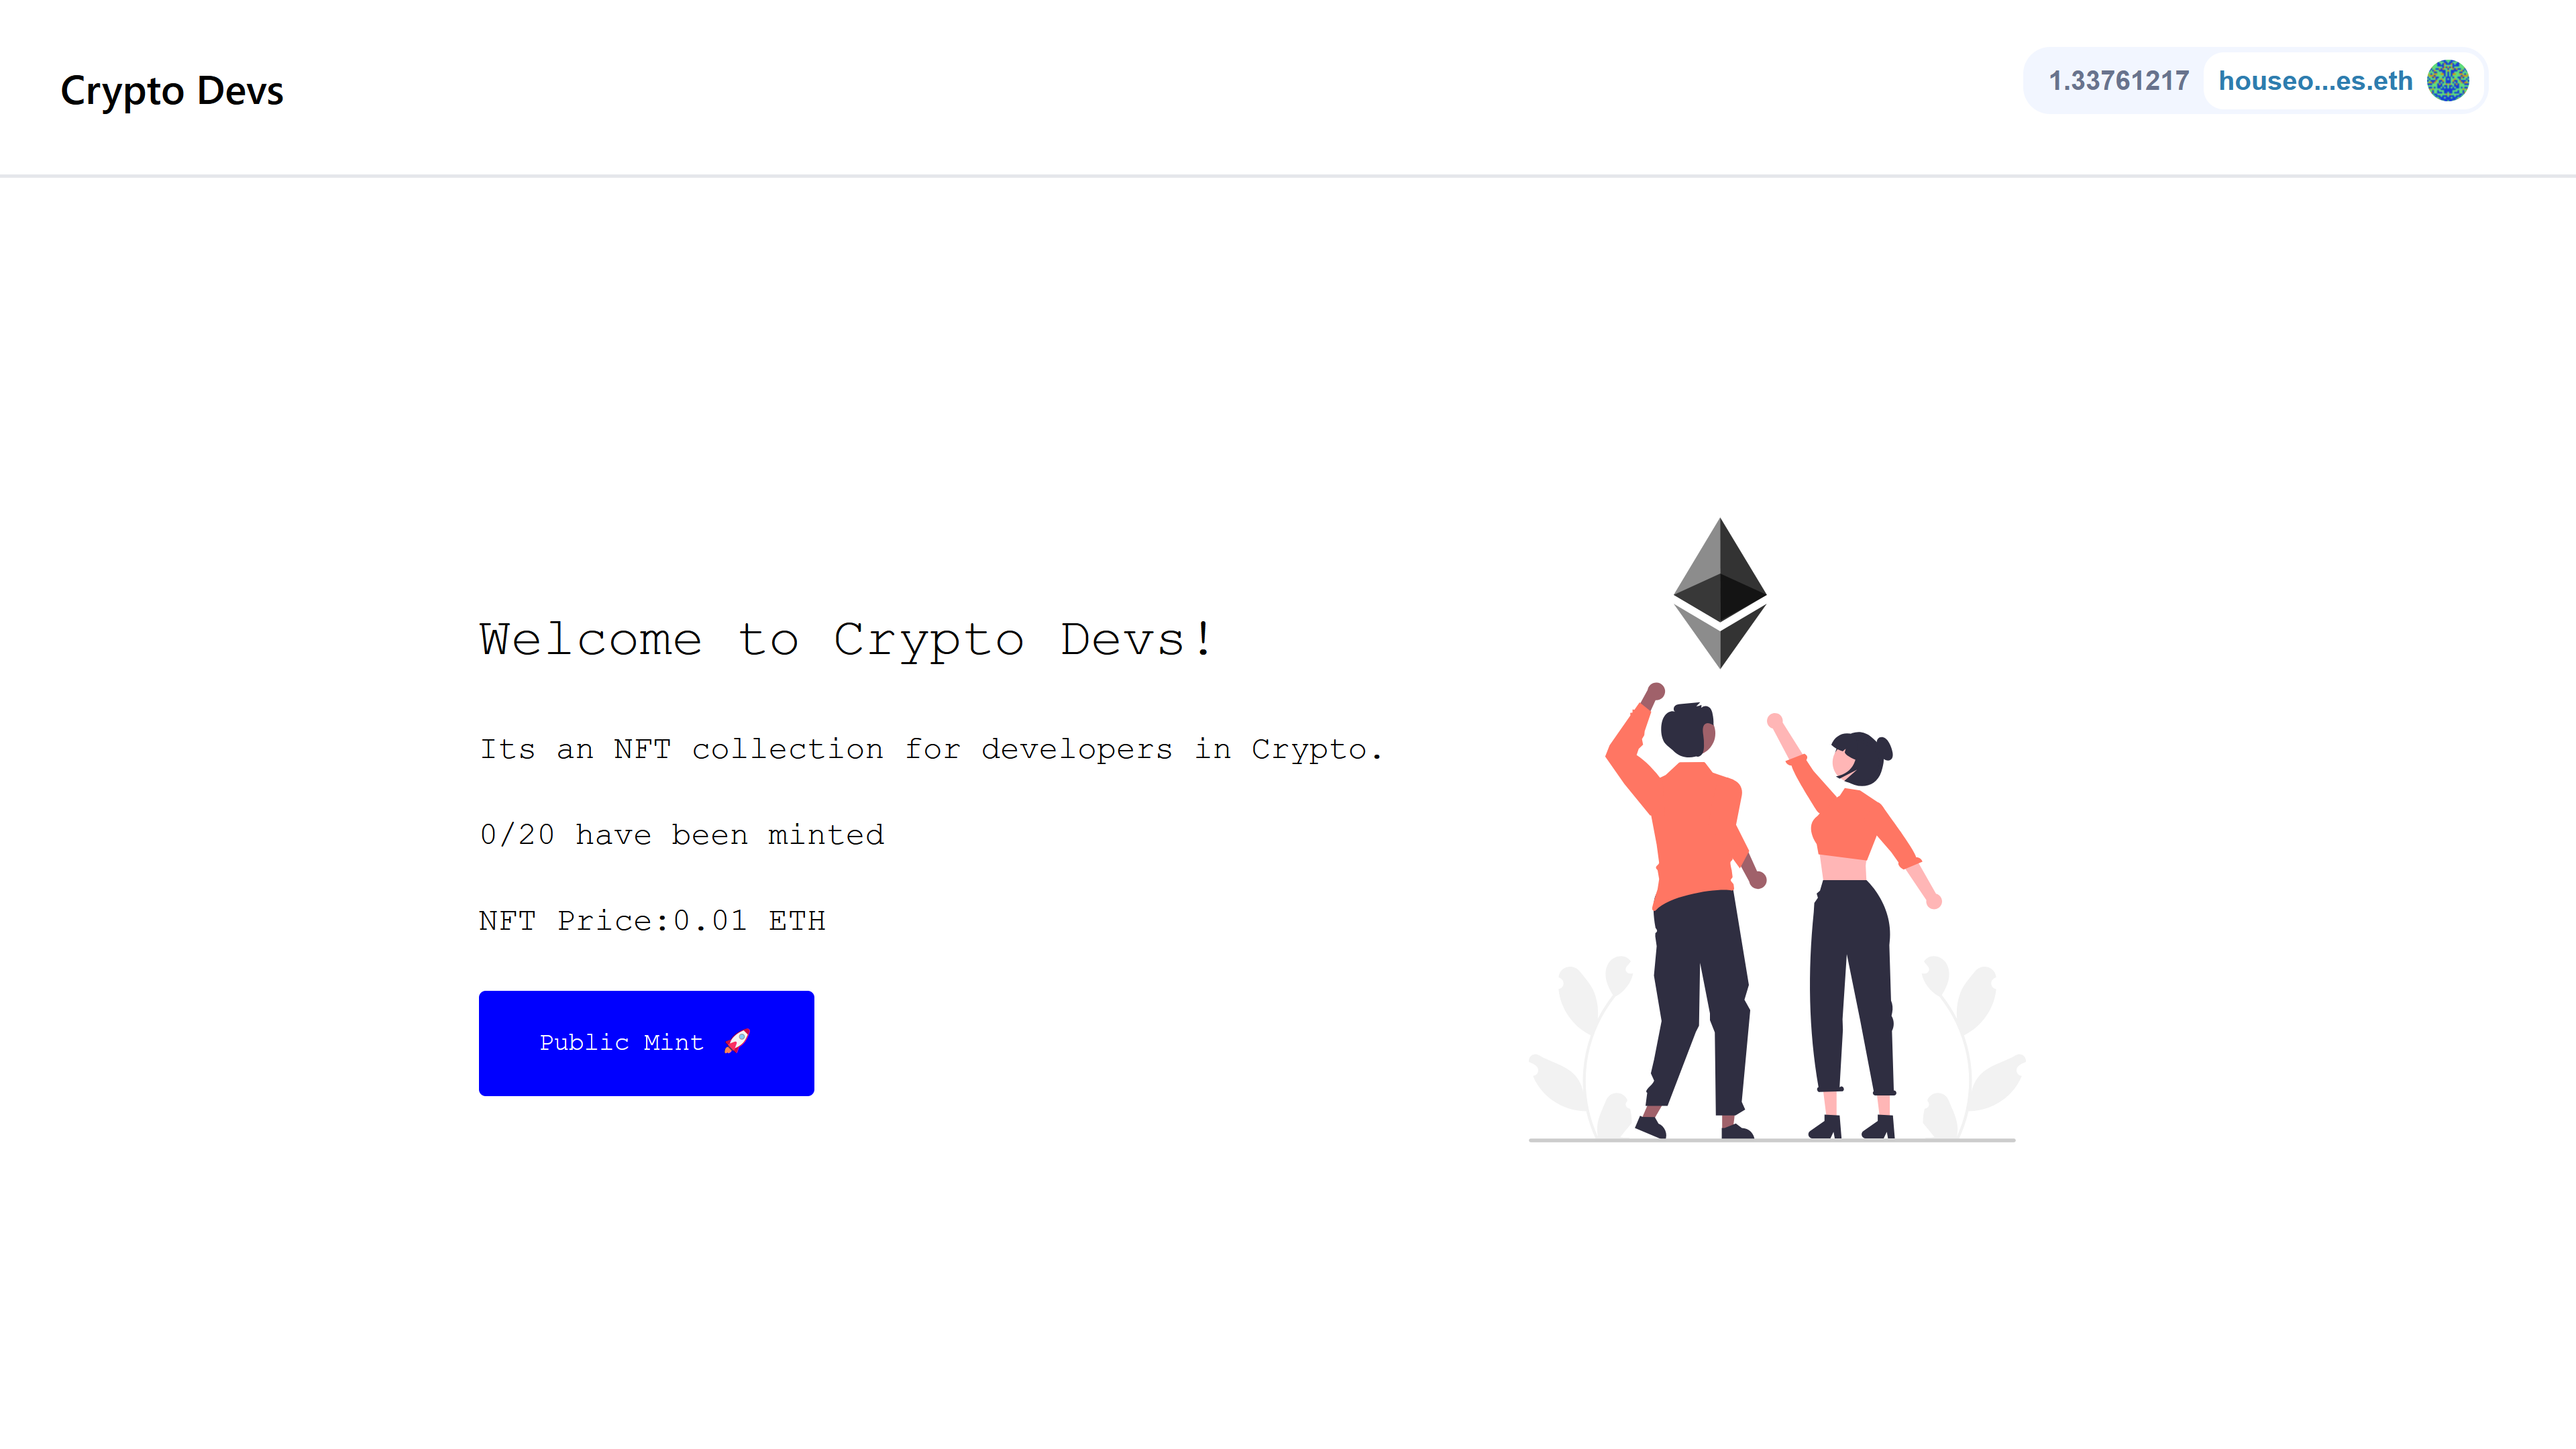 Crypto Devs
1.33761217 houseo...es.eth
Welcome to Crypto Devs!
Its an NFT collection for developers in Crypto.
0/20 have been minted
NFT Price:0.01 ETH
Public Mint 🚀